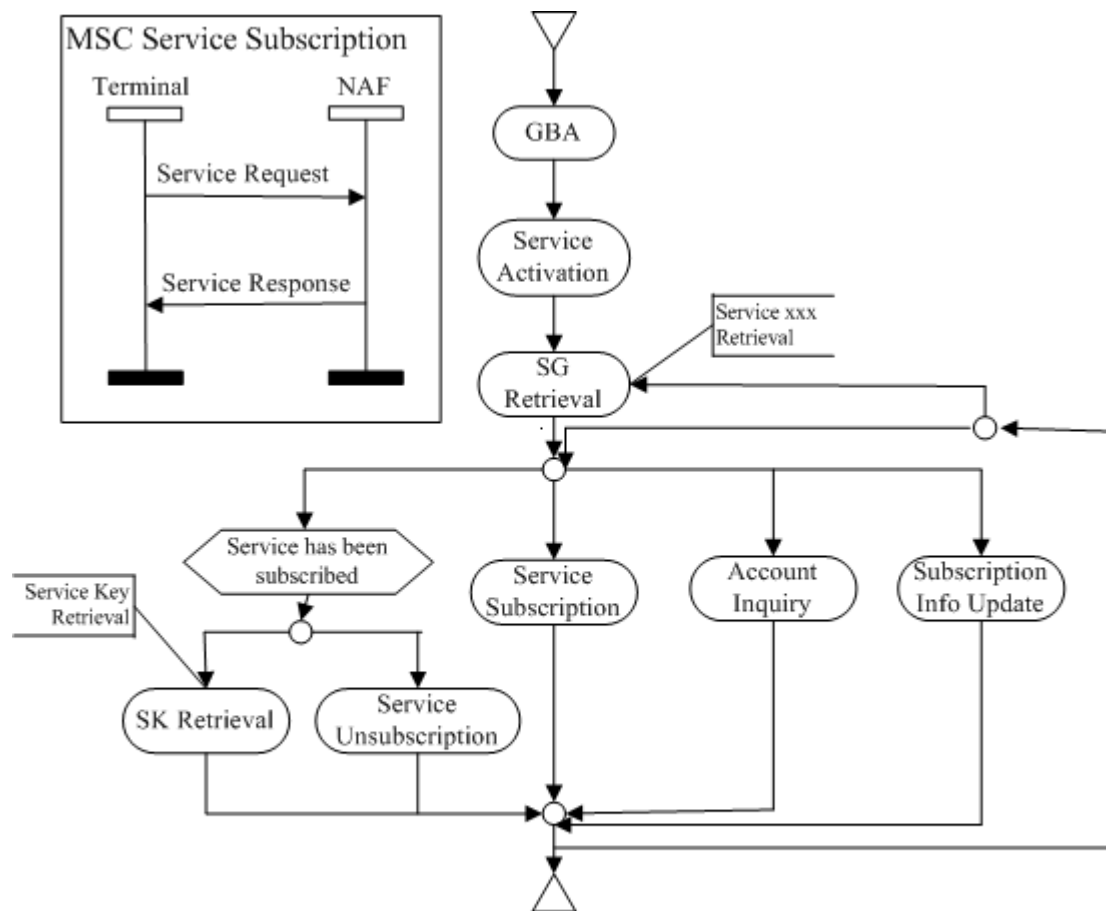 MSC Service Subscription
Terminal
NAF
Service Request
Service Response
GBA
Service
Activation
Service xxx
Retrieval
SG
Retrieval
Service has been
subscribed
Service
Subscription
Account
Inquiry
Subscription
Info Update
Service Key
Retrieval
SK Retrieval
Service
Unsubscription